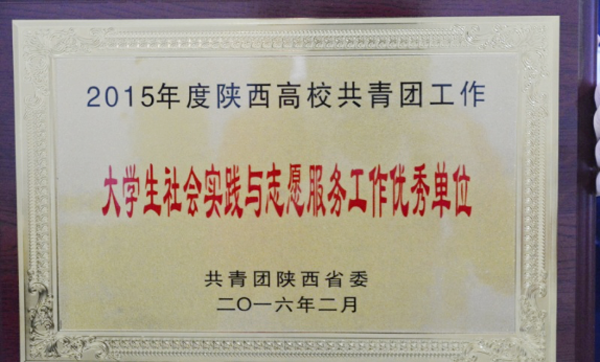 2015年度陕西高校共青团工作
大学生社会实践与志愿服务工作优秀单位
共青团陕西省委
二〇一六年二月